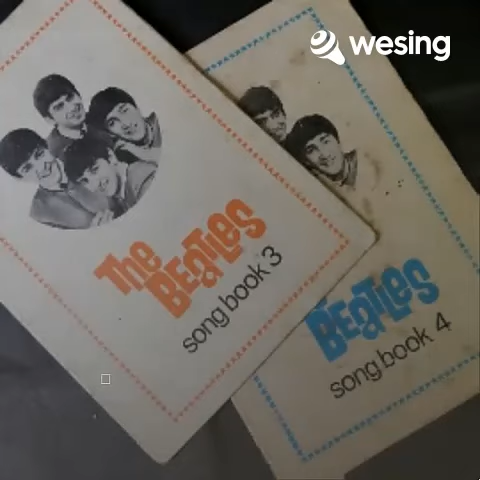 wesing
The
BEATLES
song book 3
BEATLES
song book 4